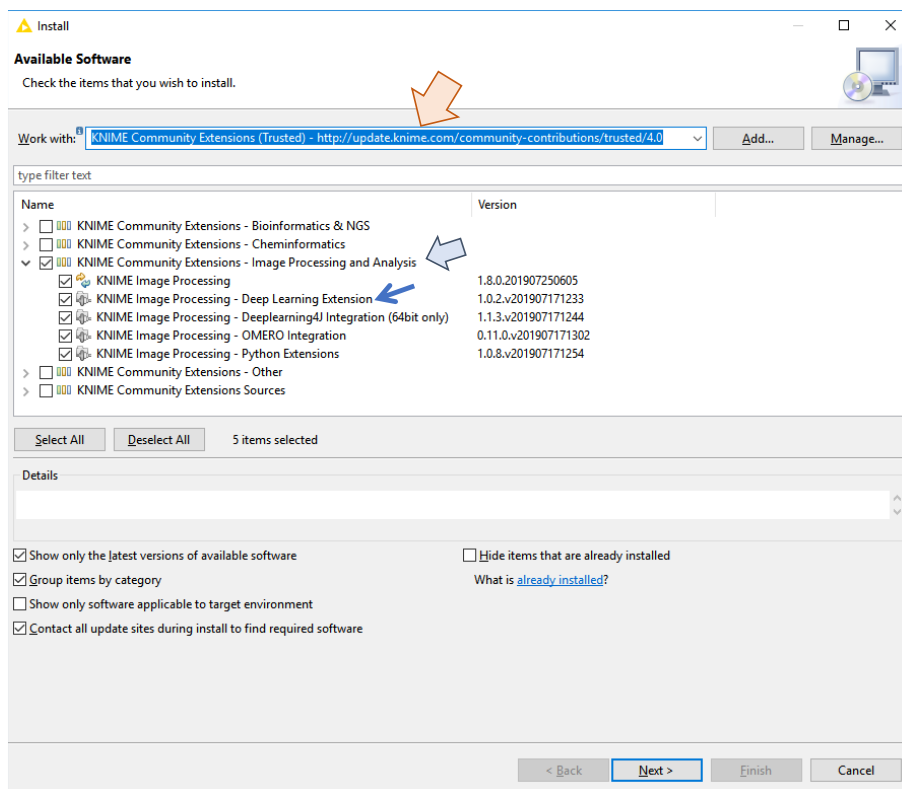 Install
Available Software
Check the items that you wish to install.
Work with: KNIME Community Extensions (Trusted) - http://update.knime.com/community-contributions/trusted/4.0 Add... Manage...
type filter text
Name Version
KNIME Community Extensions - Bioinformatics & NGS
KNIME Community Extensions - Cheminformatics
KNIME Community Extensions - Image Processing and Analysis
KNIME Image Processing 1.8.0.201907250605
KNIME Image Processing - Deep Learning Extension 1.0.2.v201907171233
KNIME Image Processing - Deeplearning4J Integration (64bit only) 1.1.3.v201907171244
KNIME Image Processing - OMERO Integration 0.11.0.v201907171302
KNIME Image Processing - Python Extensions 1.0.8.v201907171254
KNIME Community Extensions - Other
KNIME Community Extensions Sources
Select All Deselect All 5 items selected
Details
Show only the latest versions of available software Hide items that are already installed
Group items by category What is already installed?
Show only software applicable to target environment
Contact all update sites during install to find required software
< Back Next > Finish Cancel